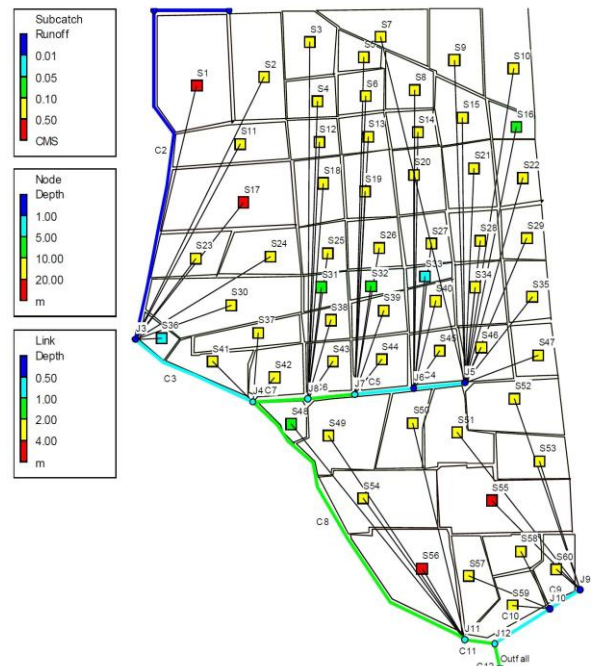 Subcatch
Runoff
0.01
0.05
0.10
0.50
CMS
Node
Depth
1.00
5.00
10.00
20.00
m
Link
Depth
0.50
1.00
2.00
4.00
m
S1
S2
S3
S7
S5
S9
S10
S4
S6
S8
S15
S16
C2
S11
S12
S13
S14
S20
S21
S22
S17
S18
S19
S23
S24
S25
S26
S27
S28
S29
S30
S31
S32
S33
S34
S35
J3
S36
S37
S38
S39
S40
C3
S41
S42
S43
S44
S45
S46
S47
J4
C7
J8
J7
C5
J6
C4
J5
S48
S49
S50
S51
S52
S53
S54
S55
C8
S56
S57
S58
S59
S60
C9
J9
C10
J10
J11
C11
J12
Outfall